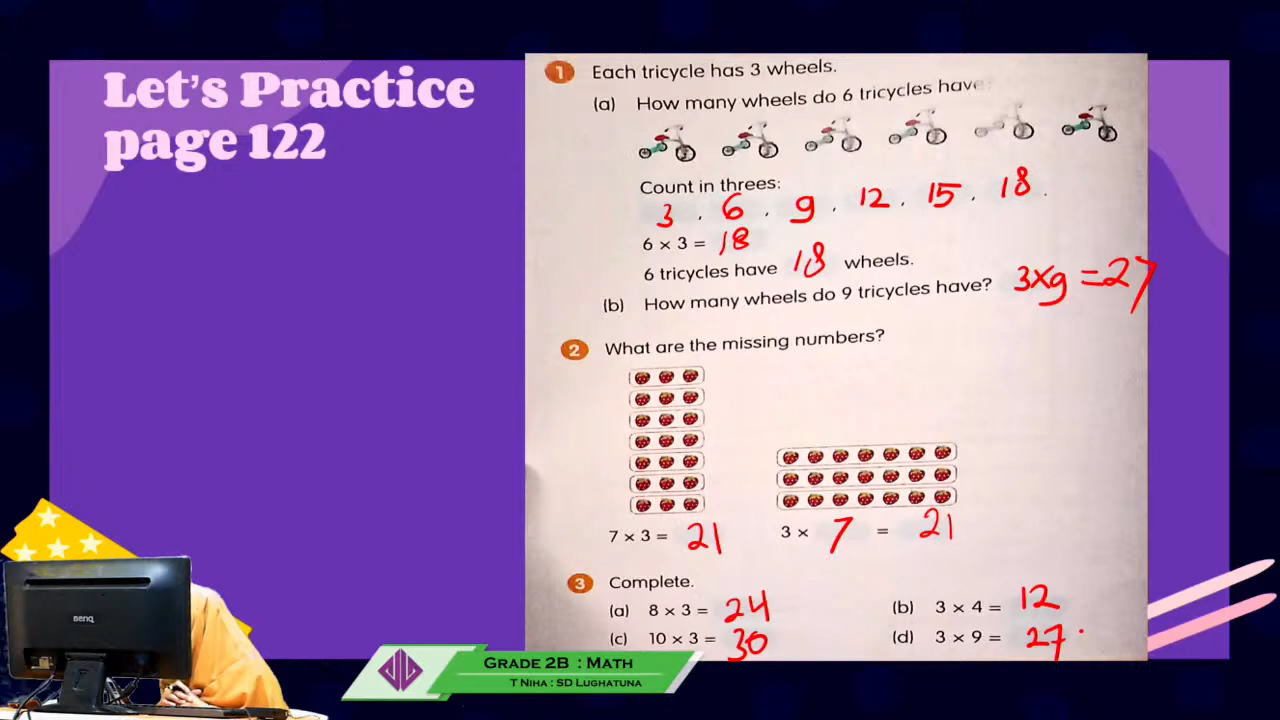 Let's Practice
page 122
1 Each tricycle has 3 wheels.
(a) How many wheels do 6 tricycles have
Count in threes:
3 , 6 , 9 , 12 , 15 , 18 .
6 × 3 = 18
6 tricycles have 18 wheels.
(b) How many wheels do 9 tricycles have? 3×9 = 27
2 What are the missing numbers?
7 × 3 = 21 3 × 7 = 21
3 Complete.
(a) 8 × 3 = 24 (b) 3 × 4 = 12
(c) 10 × 3 = 30 (d) 3 × 9 = 27
BenQ
Grade 2B : Math
T Niha : SD Lughatuna